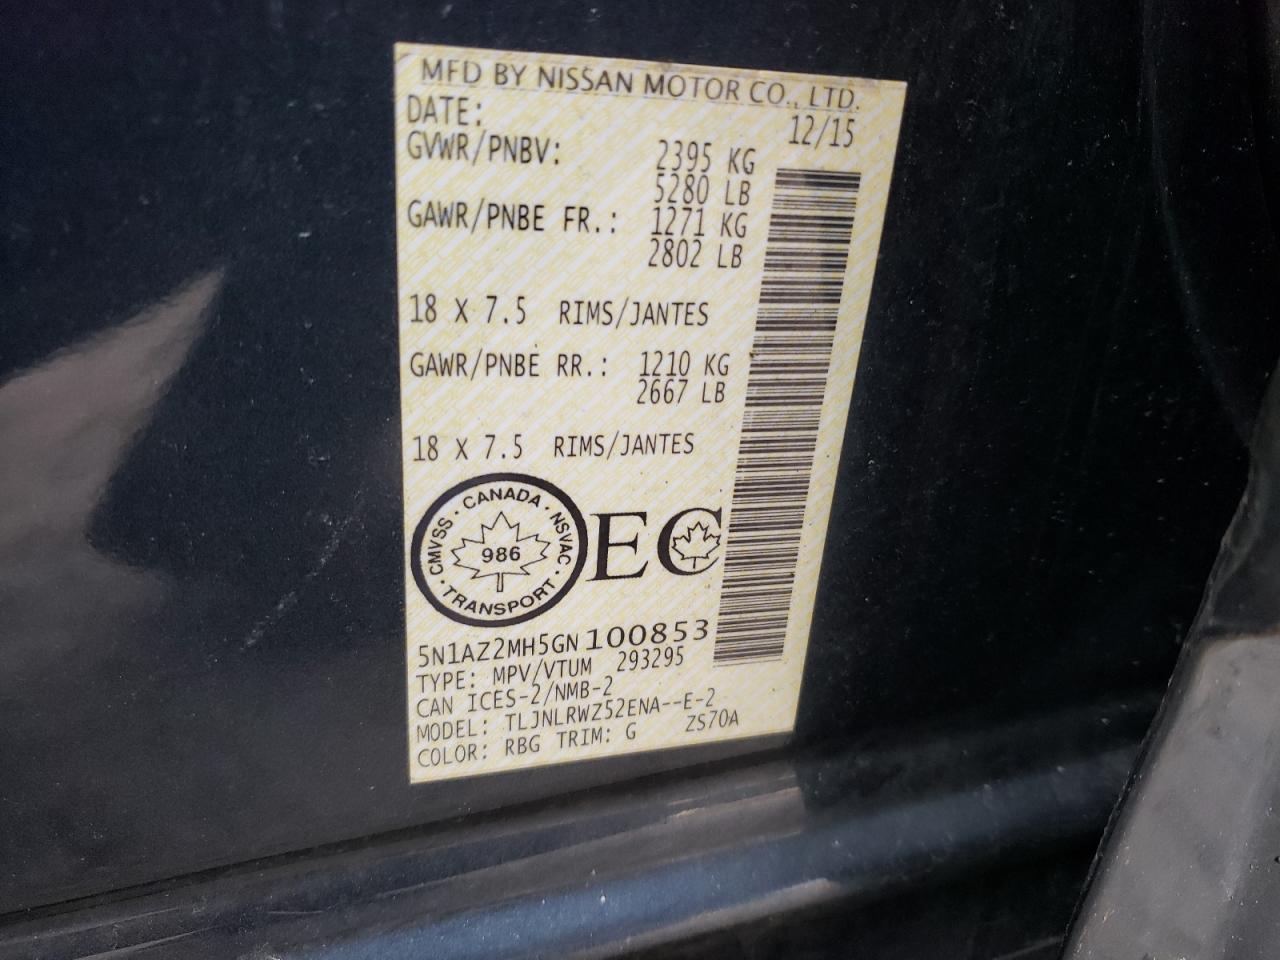 MFD BY NISSAN MOTOR CO., LTD.
DATE: 12/15
GVWR/PNBV: 2395 KG
5280 LB
GAWR/PNBE FR.: 1271 KG
2802 LB
18 X 7.5 RIMS/JANTES
GAWR/PNBE RR.: 1210 KG
2667 LB
18 X 7.5 RIMS/JANTES
CMVSS · CANADA · NSVAC · TRANSPORT ·
986
EC
5N1AZ2MH5GN100853
TYPE: MPV/VTUM 293295
CAN ICES-2/NMB-2
MODEL: TLJNLRWZ52ENA--E-2
COLOR: RBG TRIM: G ZS70A